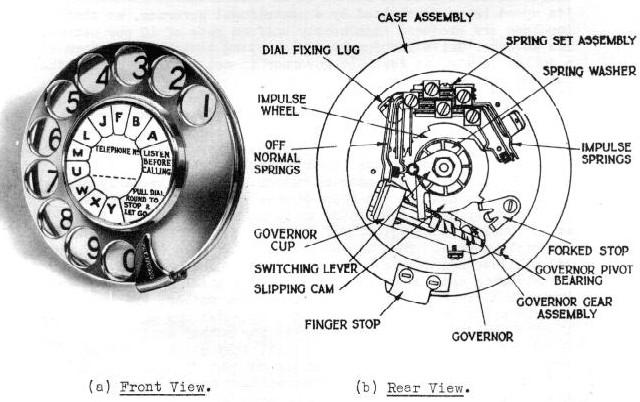 1
2
3
4
5
6
7
8
9
0
A
B
F
J
L
M
U
W
X
Y
TELEPHONE No.
LISTEN
BEFORE
CALLING
PULL DIAL
ROUND TO
STOP &
LET GO
(a) Front View.
CASE ASSEMBLY
DIAL FIXING LUG
SPRING SET ASSEMBLY
SPRING WASHER
IMPULSE
WHEEL
OFF
NORMAL
SPRINGS
IMPULSE
SPRINGS
GOVERNOR
CUP
SWITCHING LEVER
SLIPPING CAM
FINGER STOP
FORKED STOP
GOVERNOR PIVOT
BEARING
GOVERNOR GEAR
ASSEMBLY
GOVERNOR
(b) Rear View.